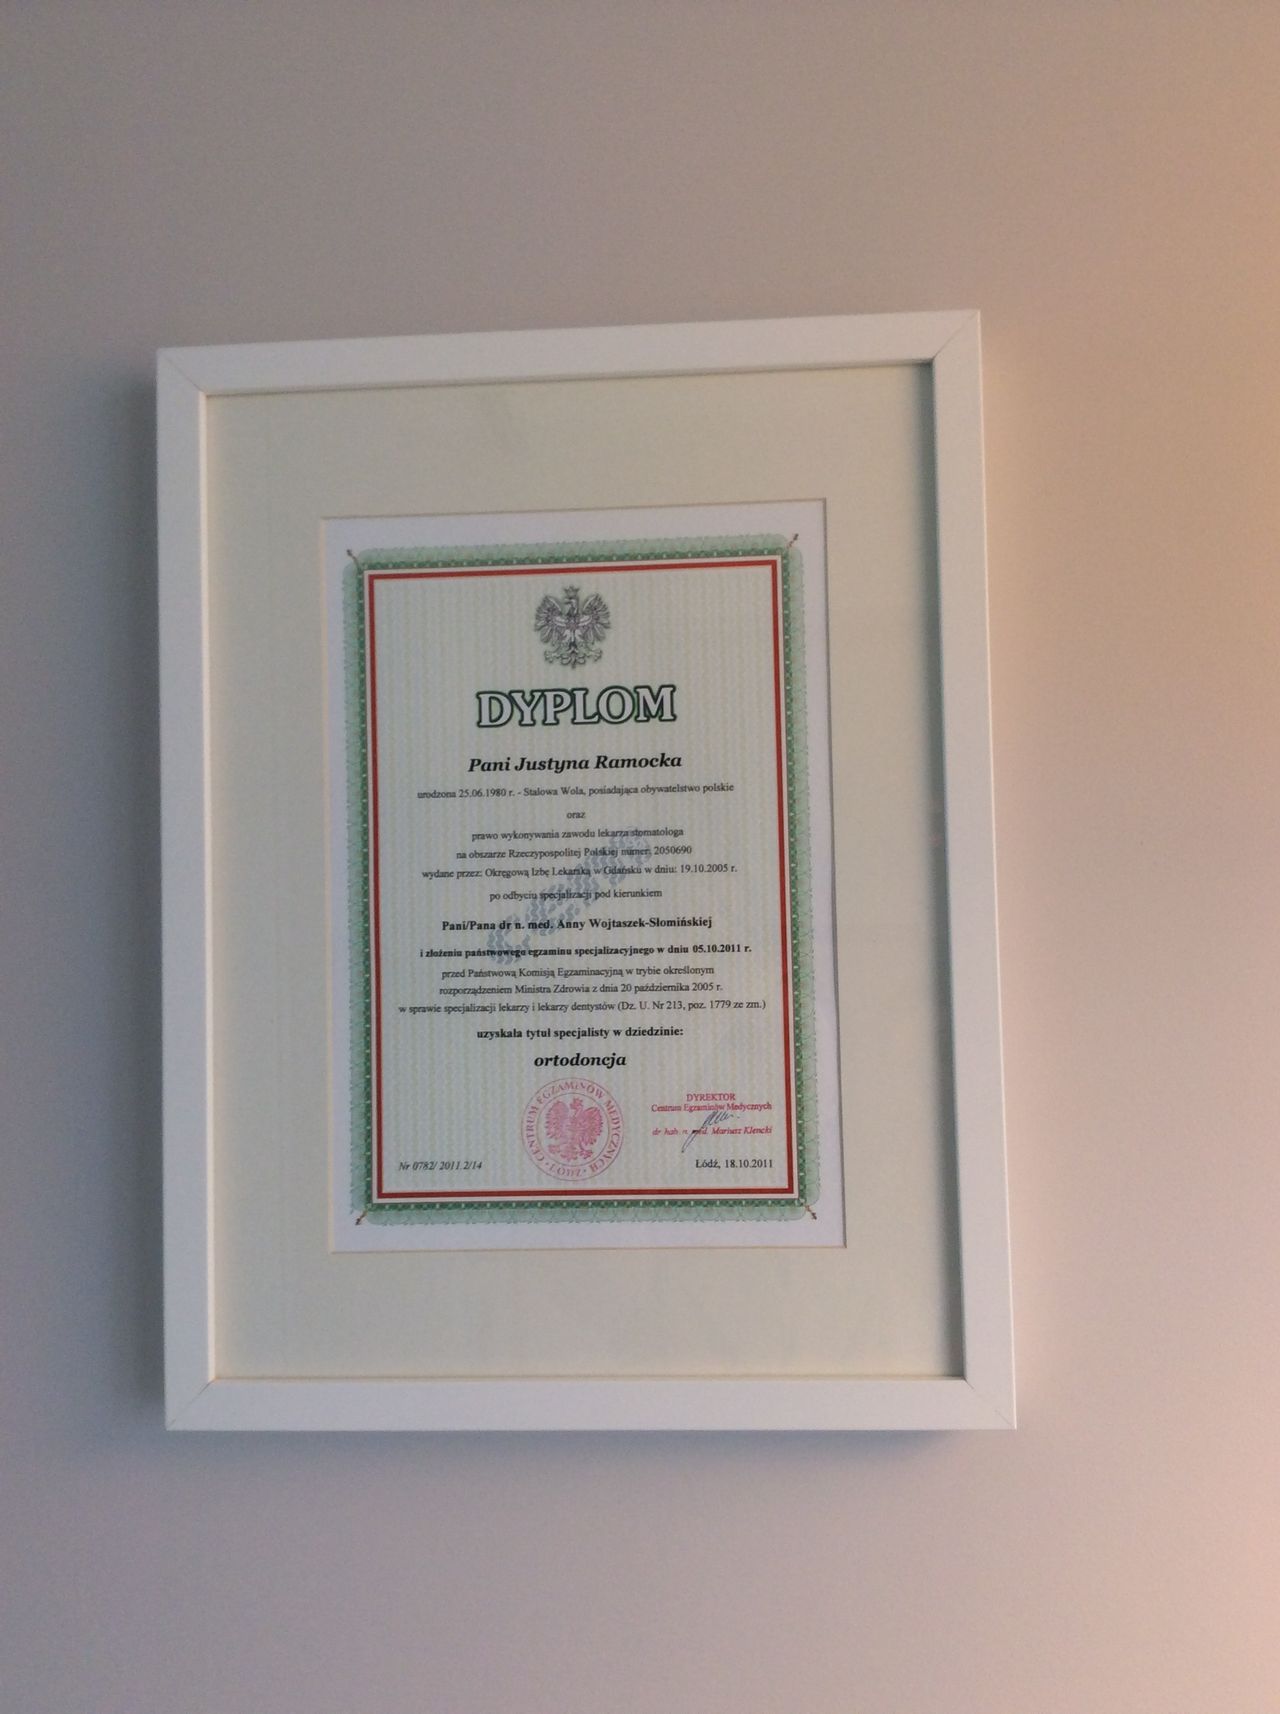 DYPLOM
Pani Justyna Ramocka
urodzona 25.06.1980 r. - Stalowa Wola, posiadająca obywatelstwo polskie
oraz
prawo wykonywania zawodu lekarza stomatologa
na obszarze Rzeczypospolitej Polskiej numer: 2050690
wydane przez: Okręgową Izbę Lekarską w Gdańsku w dniu: 19.10.2005 r.
po odbyciu specjalizacji pod kierunkiem
Pani/Pana dr n. med. Anny Wojtaszek-Słomińskiej
i złożeniu państwowego egzaminu specjalizacyjnego w dniu 05.10.2011 r.
przed Państwową Komisją Egzaminacyjną w trybie określonym
rozporządzeniem Ministra Zdrowia z dnia 20 października 2005 r.
w sprawie specjalizacji lekarzy i lekarzy dentystów (Dz. U. Nr 213, poz. 1779 ze zm.)
uzyskała tytuł specjalisty w dziedzinie:
ortodoncja
CENTRUM EGZAMINÓW MEDYCZNYCH
ŁÓDŹ
DYREKTOR
Centrum Egzaminów Medycznych
dr hab. n. med. Mariusz Klencki
Nr 0782/ 2011.2/14
Łódź, 18.10.2011